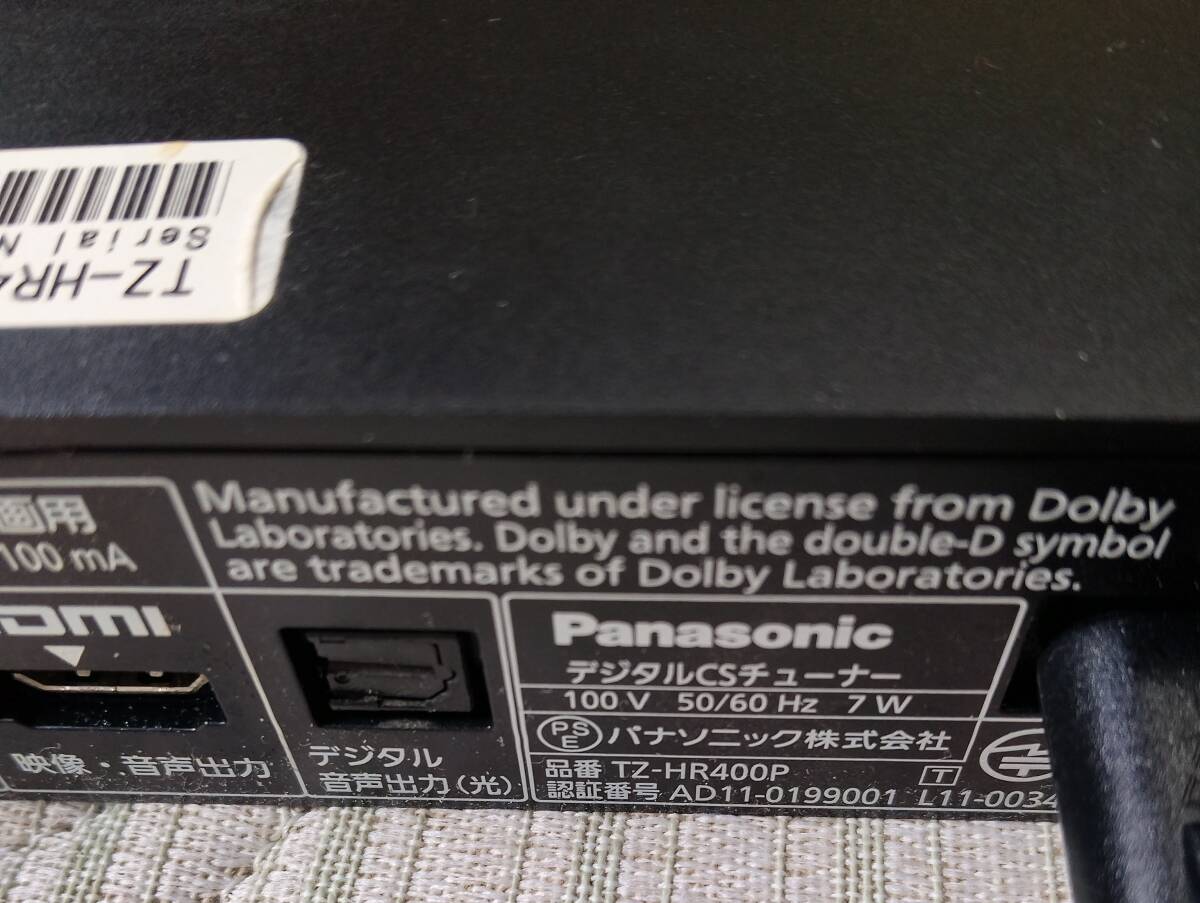 Serial N
TZ-HR4
画用
100 mA
Manufactured under license from Dolby
Laboratories. Dolby and the double-D symbol
are trademarks of Dolby Laboratories.
HDMI
映像・音声出力
デジタル
音声出力(光)
Panasonic
デジタルCSチューナー
100 V 50/60 Hz 7 W
PSE パナソニック株式会社
品番 TZ-HR400P
認証番号 AD11-0199001 T L11-0034